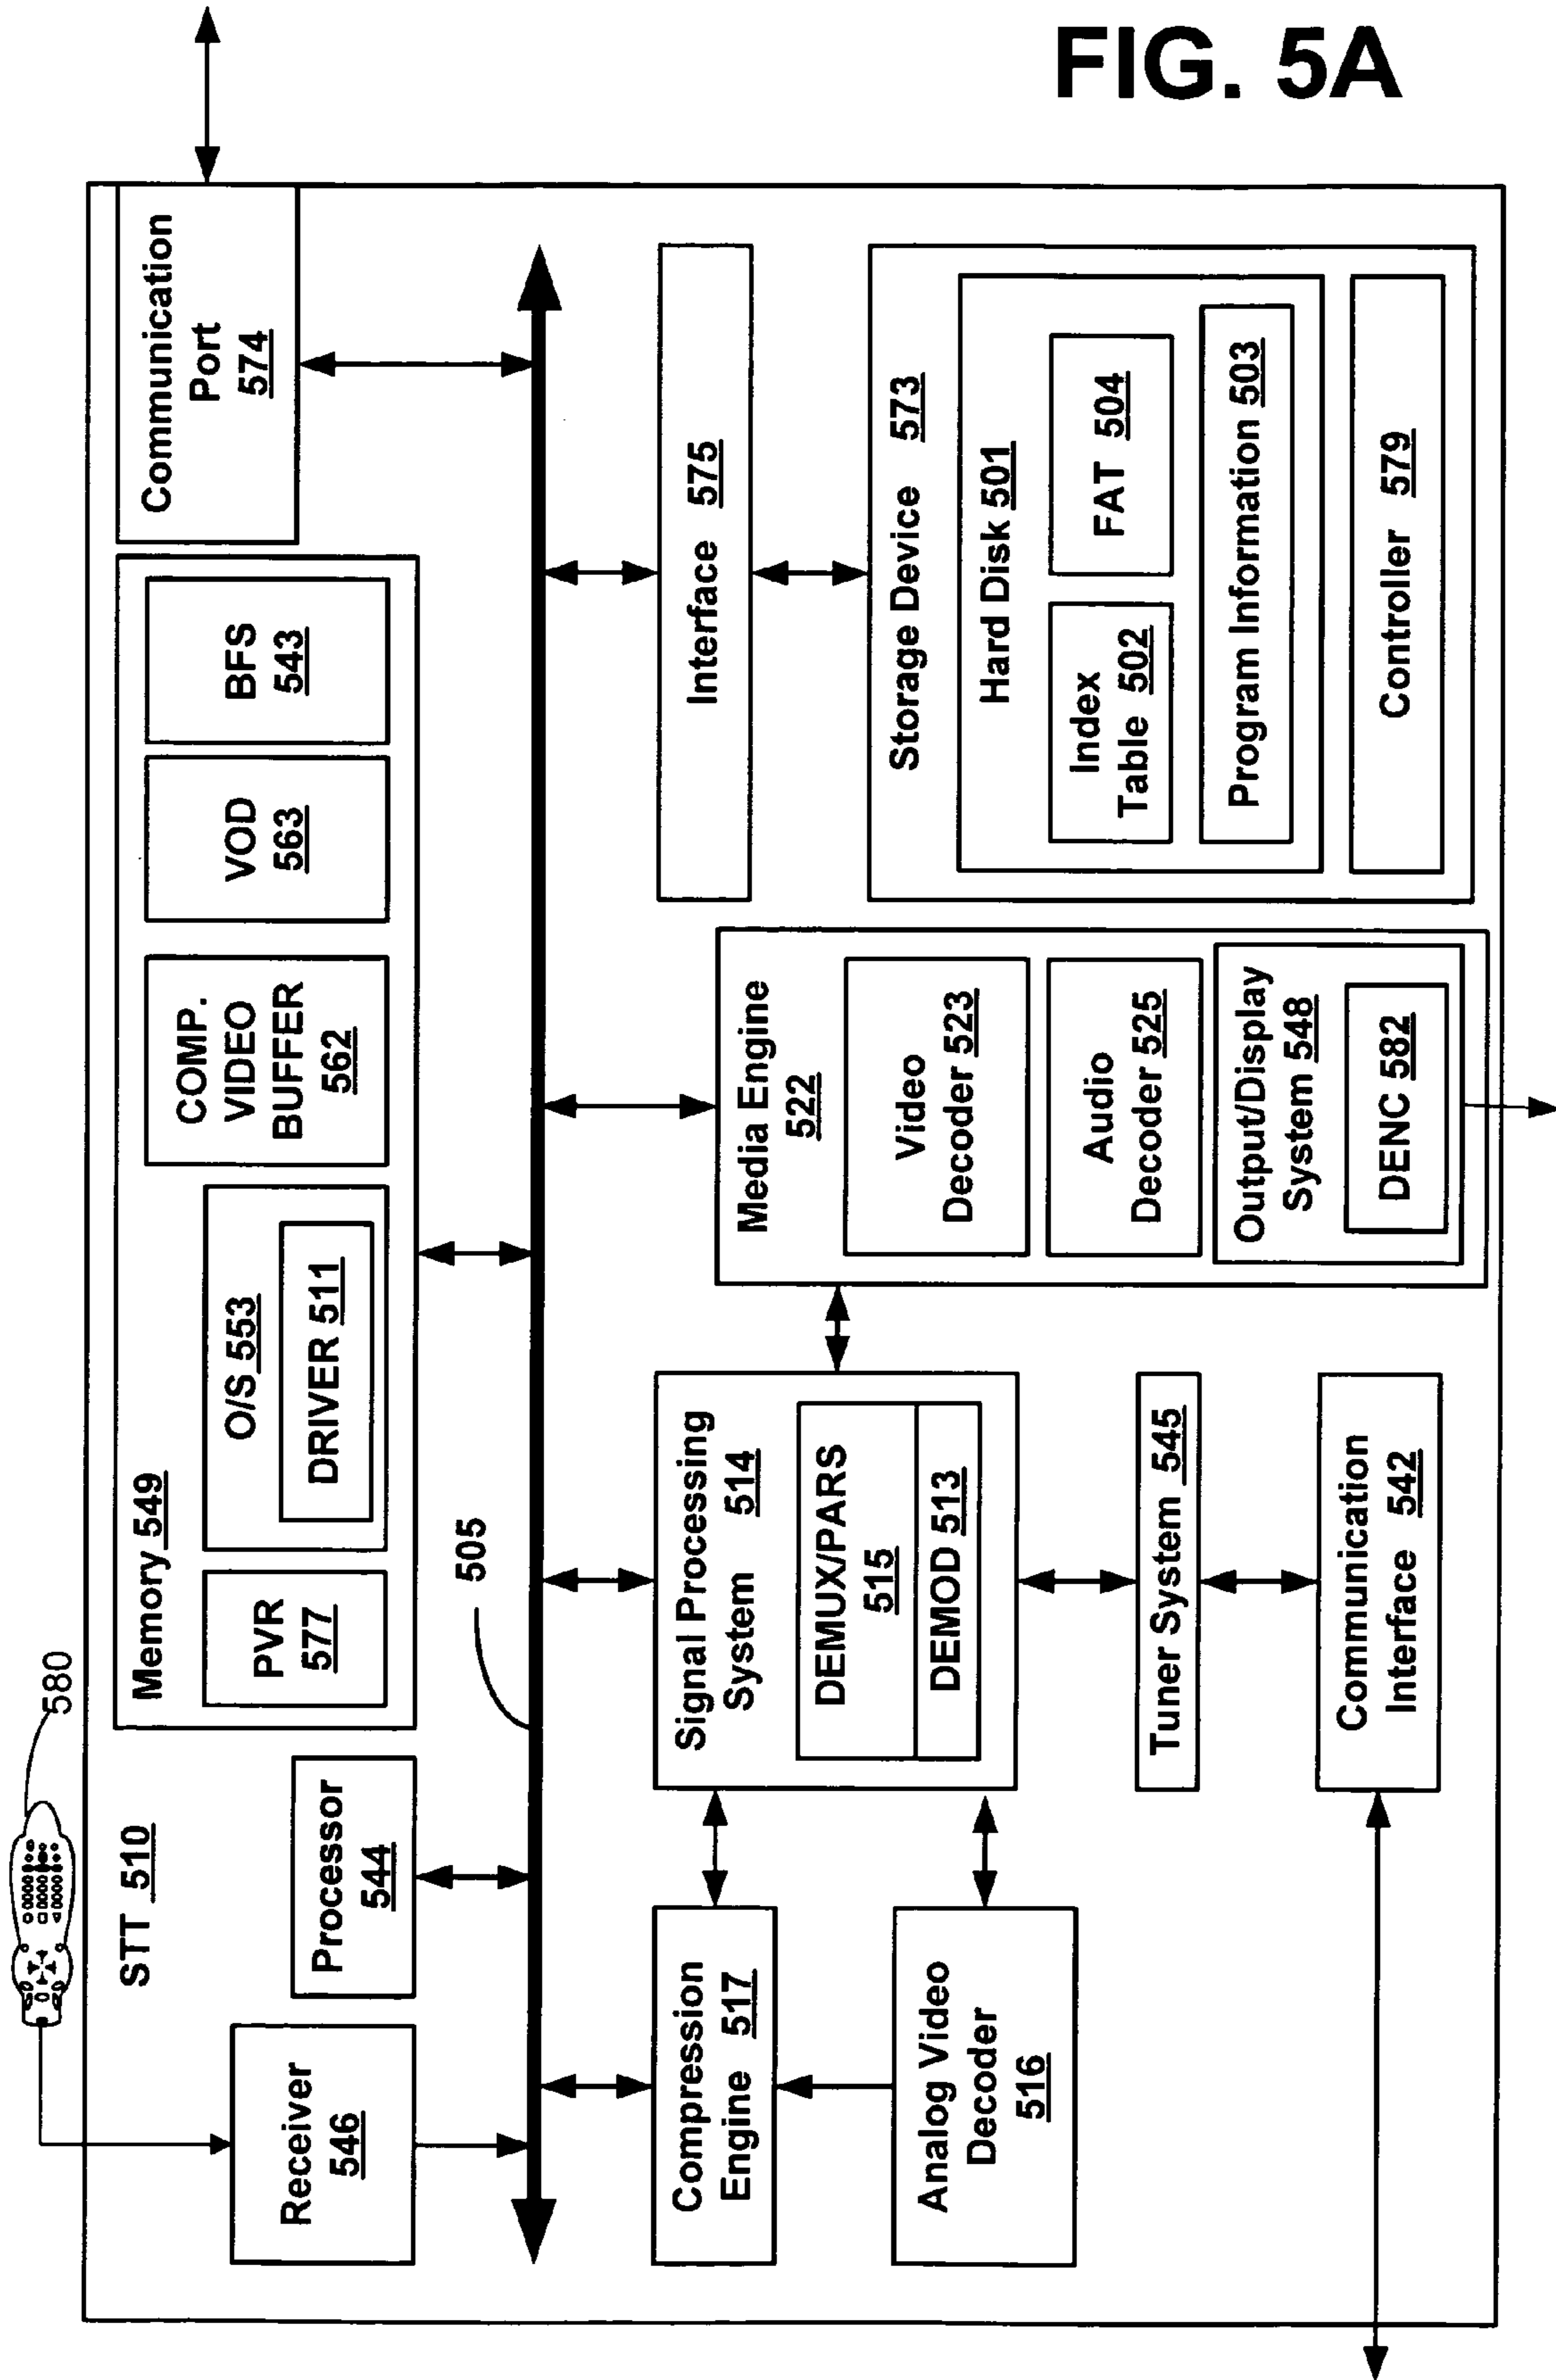 FIG. 5A
580
STT 510
Receiver
546
Processor
544
Memory 549
PVR
577
O/S 553
DRIVER 511
COMP.
VIDEO
BUFFER
562
VOD
563
BFS
543
Communication
Port
574
505
Compression
Engine 517
Analog Video
Decoder
516
Signal Processing
System 514
DEMUX/PARS
515
DEMOD 513
Tuner System 545
Communication
Interface 542
Media Engine
522
Video
Decoder 523
Audio
Decoder 525
Output/Display
System 548
DENC 582
Interface 575
Storage Device 573
Hard Disk 501
Index
Table 502
FAT 504
Program Information 503
Controller 579